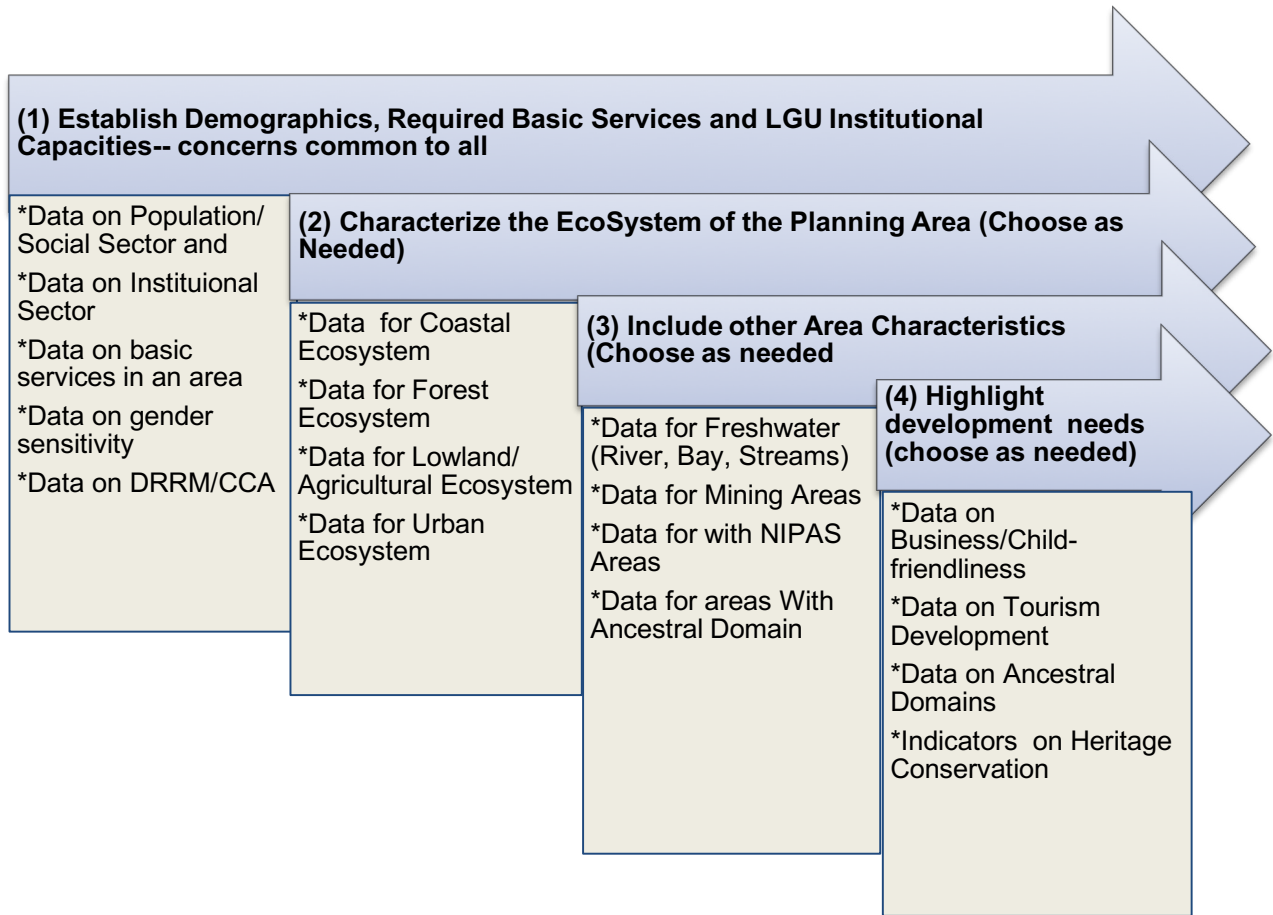 (1) Establish Demographics, Required Basic Services and LGU Institutional
Capacities-- concerns common to all
*Data on Population/
Social Sector and
*Data on Instituional
Sector
*Data on basic
services in an area
*Data on gender
sensitivity
*Data on DRRM/CCA
(2) Characterize the EcoSystem of the Planning Area (Choose as
Needed)
*Data for Coastal
Ecosystem
*Data for Forest
Ecosystem
*Data for Lowland/
Agricultural Ecosystem
*Data for Urban
Ecosystem
(3) Include other Area Characteristics
(Choose as needed
*Data for Freshwater
(River, Bay, Streams)
*Data for Mining Areas
*Data for with NIPAS
Areas
*Data for areas With
Ancestral Domain
(4) Highlight
development needs
(choose as needed)
*Data on
Business/Child-
friendliness
*Data on Tourism
Development
*Data on Ancestral
Domains
*Indicators on Heritage
Conservation